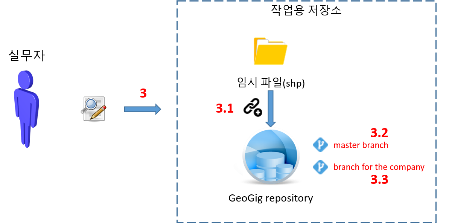 작업용 저장소
실무자
임시 파일(shp)
3
3.1
3.2
master branch
branch for the company
3.3
GeoGig repository